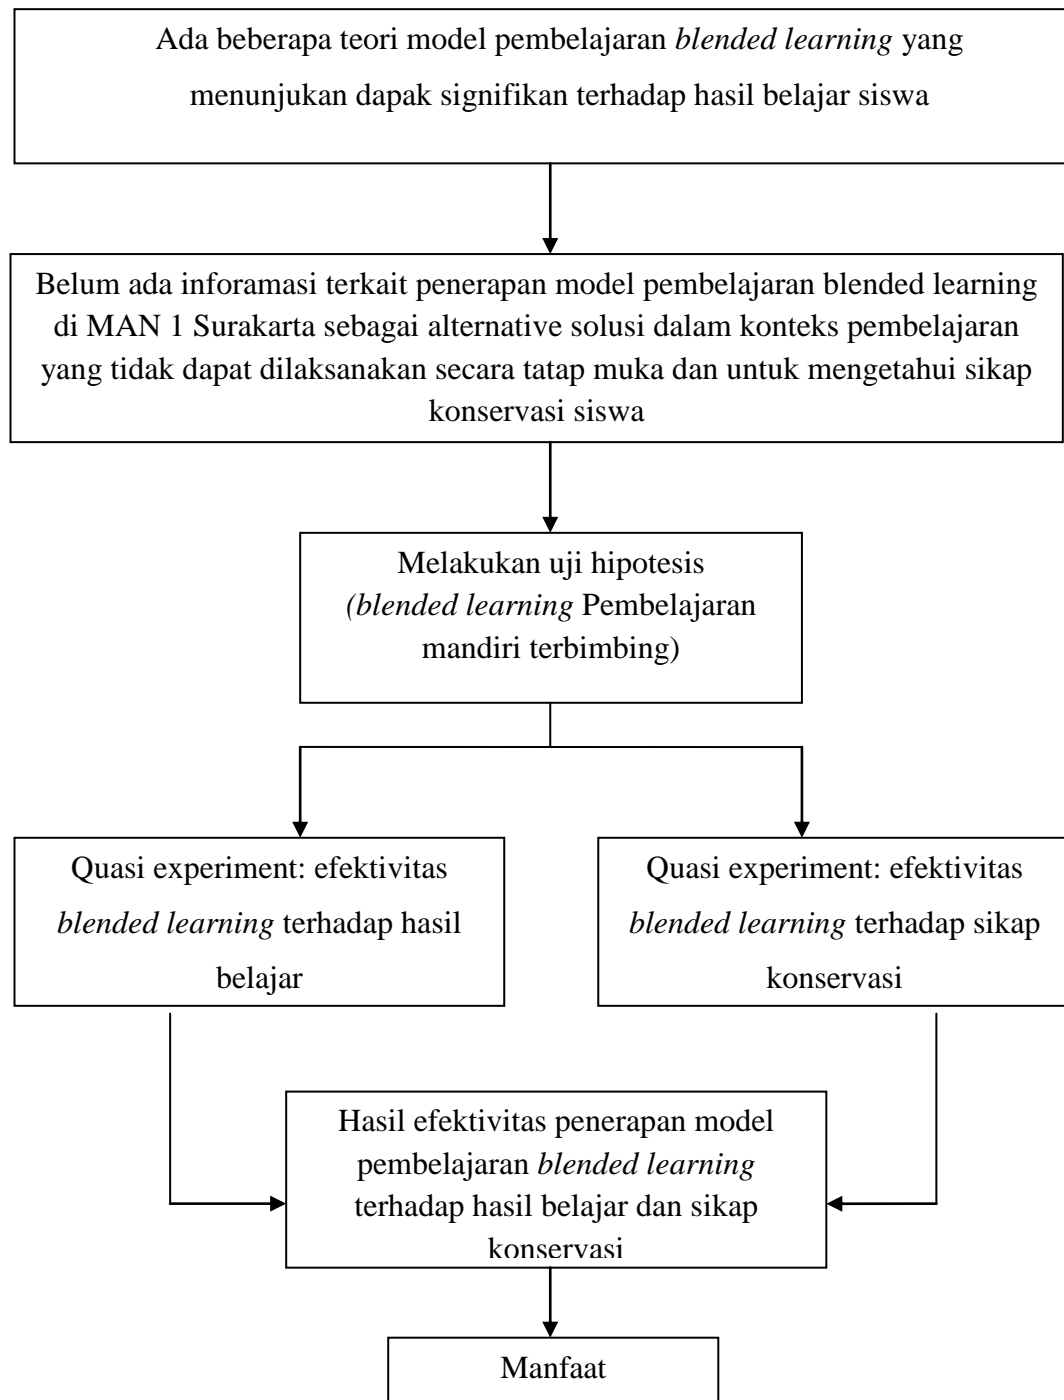 Ada beberapa teori model pembelajaran blended learning yang
menunjukan dapak signifikan terhadap hasil belajar siswa
Belum ada inforamasi terkait penerapan model pembelajaran blended learning
di MAN 1 Surakarta sebagai alternative solusi dalam konteks pembelajaran
yang tidak dapat dilaksanakan secara tatap muka dan untuk mengetahui sikap
konservasi siswa
Melakukan uji hipotesis
(blended learning Pembelajaran
mandiri terbimbing)
Quasi experiment: efektivitas
blended learning terhadap hasil
belajar
Quasi experiment: efektivitas
blended learning terhadap sikap
konservasi
Hasil efektivitas penerapan model
pembelajaran blended learning
terhadap hasil belajar dan sikap
konservasi
Manfaat